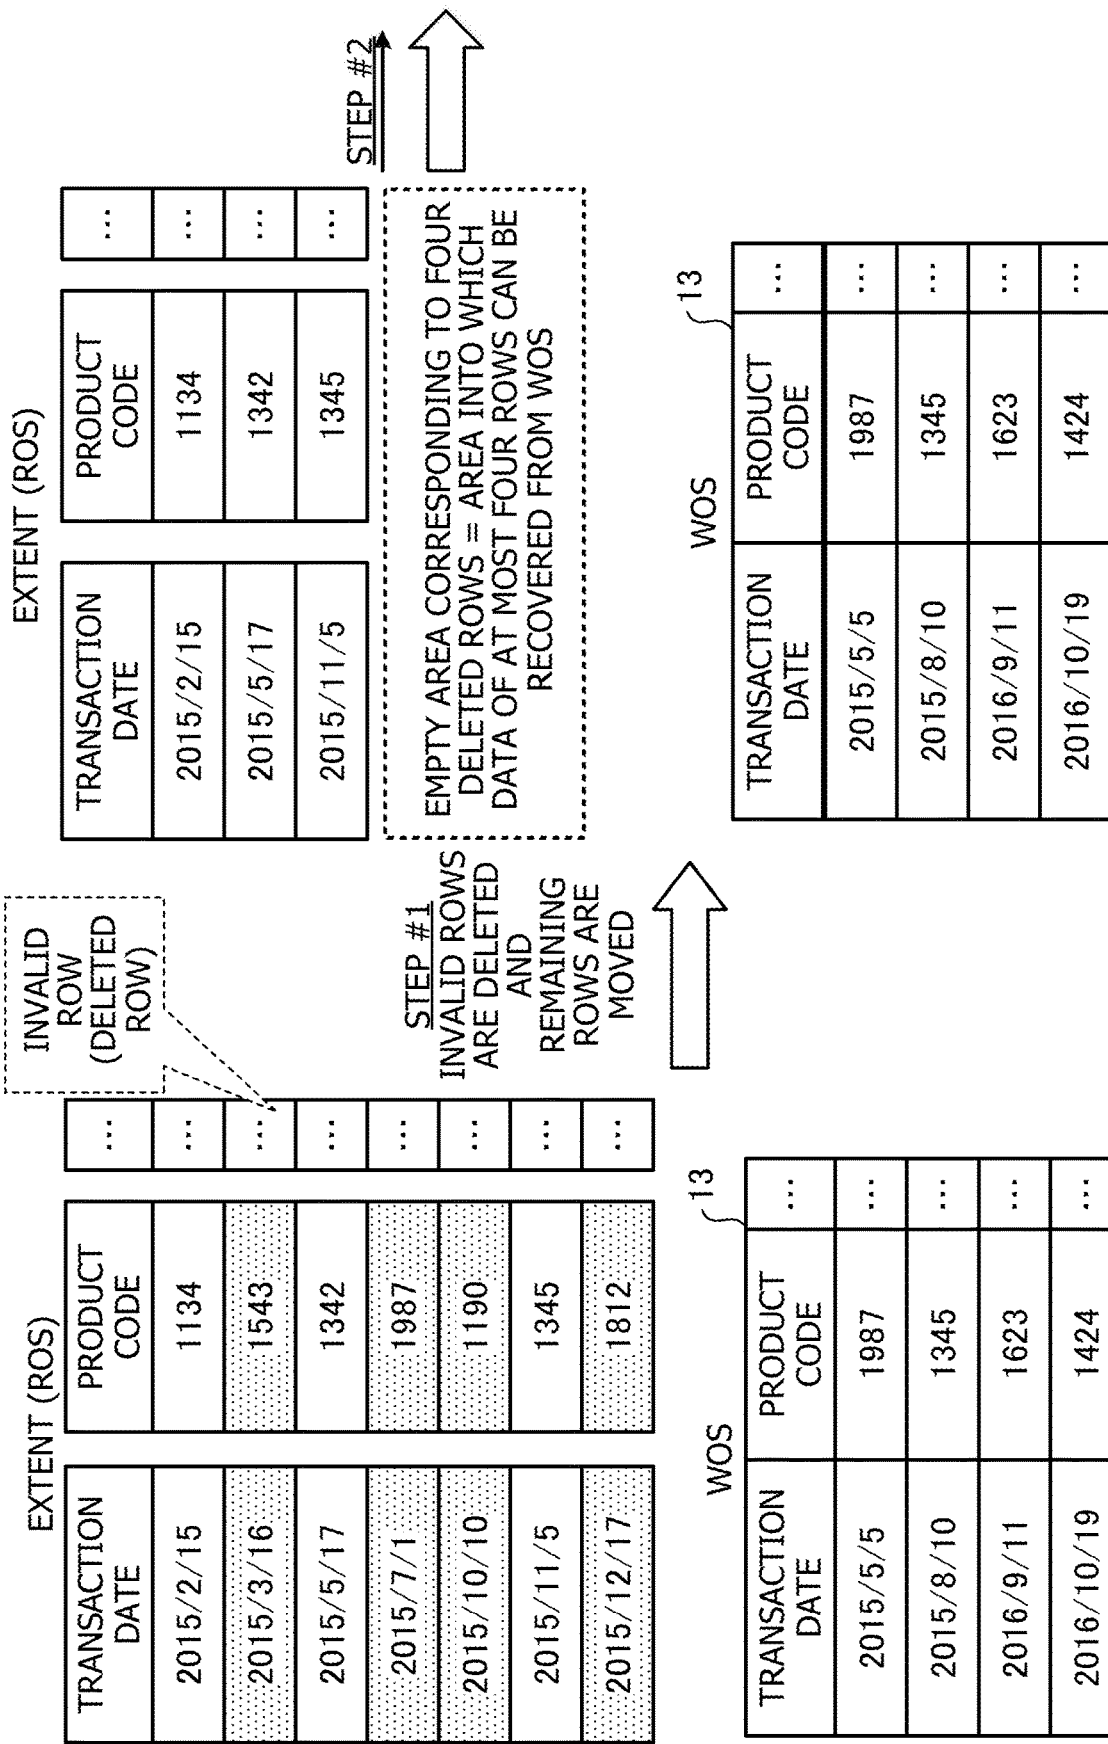 EXTENT (ROS)
TRANSACTION
DATE
PRODUCT
CODE
...
2015/2/15
1134
...
2015/3/16
1543
...
2015/5/17
1342
...
2015/7/1
1987
...
2015/10/10
1190
...
2015/11/5
1345
...
2015/12/17
1812
...
INVALID
ROW
(DELETED
ROW)
WOS
13
TRANSACTION
DATE
PRODUCT
CODE
...
2015/5/5
1987
...
2015/8/10
1345
...
2016/9/11
1623
...
2016/10/19
1424
...
STEP #1
INVALID ROWS
ARE DELETED
AND
REMAINING
ROWS ARE
MOVED
EXTENT (ROS)
TRANSACTION
DATE
PRODUCT
CODE
...
2015/2/15
1134
...
2015/5/17
1342
...
2015/11/5
1345
...
EMPTY AREA CORRESPONDING TO FOUR
DELETED ROWS = AREA INTO WHICH
DATA OF AT MOST FOUR ROWS CAN BE
RECOVERED FROM WOS
WOS
13
TRANSACTION
DATE
PRODUCT
CODE
...
2015/5/5
1987
...
2015/8/10
1345
...
2016/9/11
1623
...
2016/10/19
1424
...
STEP #2